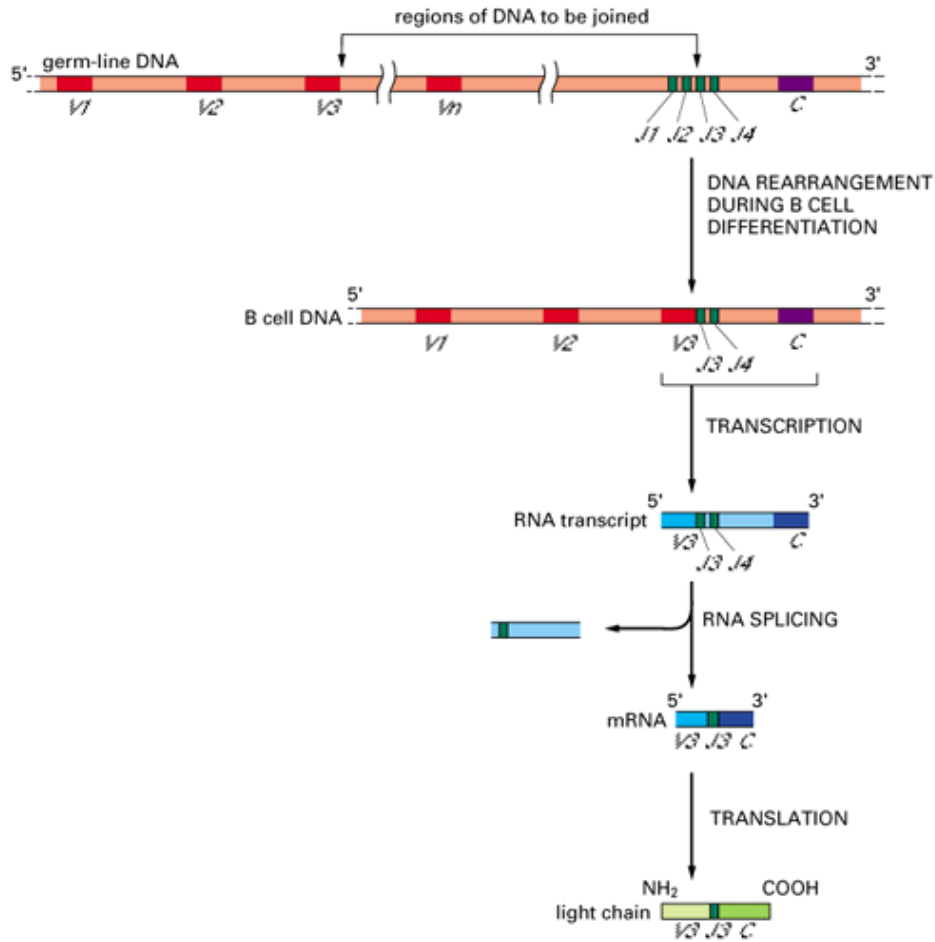 regions of DNA to be joined
germ-line DNA
5' 3'
V1 V2 V3 Vn C
J1 J2 J3 J4
DNA REARRANGEMENT
DURING B CELL
DIFFERENTIATION
5' 3'
B cell DNA
V1 V2 V3 C
J3 J4
TRANSCRIPTION
5' 3'
RNA transcript
V3 C
J3 J4
RNA SPLICING
5' 3'
mRNA
V3 J3 C
TRANSLATION
NH₂ COOH
light chain
V3 J3 C